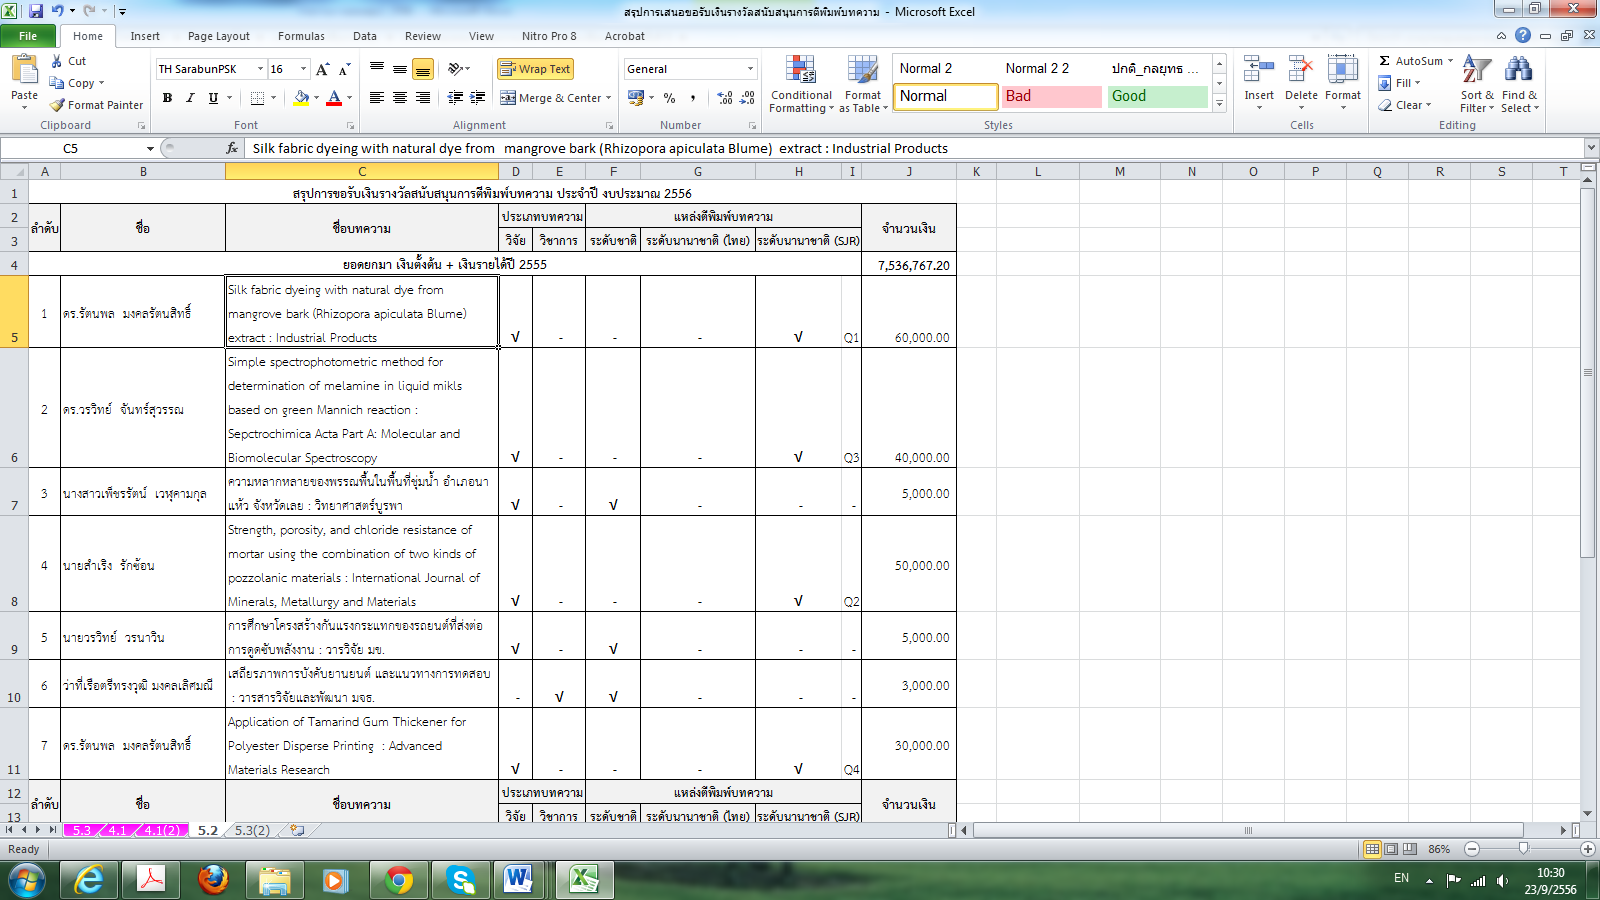 สรุปการเสนอขอรับเงินรางวัลสนับสนุนการตีพิมพ์บทความ - Microsoft Excel
File Home Insert Page Layout Formulas Data Review View Nitro Pro 8 Acrobat
Paste Cut Copy Format Painter Clipboard
TH SarabunPSK 16 B I U Font
Wrap Text Merge & Center Alignment
General % , Number
Conditional Formatting Format as Table
Normal 2 Normal 2 2 ปกติ_กลยุทธ ...
Normal Bad Good
Styles
Insert Delete Format Cells
AutoSum Fill Clear Sort & Filter Find & Select Editing
C5 fx Silk fabric dyeing with natural dye from mangrove bark (Rhizopora apiculata Blume) extract : Industrial Products
A B C D E F G H I J K L M N O P Q R S T
1 สรุปการขอรับเงินรางวัลสนับสนุนการตีพิมพ์บทความ ประจำปี งบประมาณ 2556
2 ลำดับ ชื่อ ชื่อบทความ ประเภทบทความ แหล่งตีพิมพ์บทความ จำนวนเงิน
3 วิจัย วิชาการ ระดับชาติ ระดับนานาชาติ (ไทย) ระดับนานาชาติ (SJR)
4 ยอดยกมา เงินตั้งต้น + เงินรายได้ปี 2555 7,536,767.20
Silk fabric dyeing with natural dye from
1 ดร.รัตนพล มงคลรัตนสิทธิ์ mangrove bark (Rhizopora apiculata Blume)
5 extract : Industrial Products √ - - - √ Q1 60,000.00
Simple spectrophotometric method for
determination of melamine in liquid mikls
2 ดร.วรวิทย์ จันทร์สุวรรณ based on green Mannich reaction :
Sepctrochimica Acta Part A: Molecular and
6 Biomolecular Spectroscopy √ - - - √ Q3 40,000.00
3 นางสาวเพ็ชรรัตน์ เวฬุคามกุล ความหลากหลายของพรรณพื้นในพื้นที่ชุ่มน้ำ อำเภอนา 5,000.00
7 แห้ว จังหวัดเลย : วิทยาศาสตร์บูรพา √ - √ - - -
Strength, porosity, and chloride resistance of
mortar using the combination of two kinds of
4 นายสำเริง รักซ้อน pozzolanic materials : International Journal of 50,000.00
8 Minerals, Metallurgy and Materials √ - - - √ Q2
5 นายวรวิทย์ วรนาวิน การศึกษาโครงสร้างกันแรงกระแทกของรถยนต์ที่ส่งต่อ 5,000.00
9 การดูดซับพลังงาน : วารวิจัย มข. √ - √ - - -
6 ว่าที่เรือตรีทรงวุฒิ มงคลเลิศมณี เสถียรภาพการบังคับยานยนต์ และแนวทางการทดสอบ 3,000.00
10 : วารสารวิจัยและพัฒนา มจธ. - √ √ - - -
Application of Tamarind Gum Thickener for
7 ดร.รัตนพล มงคลรัตนสิทธิ์ Polyester Disperse Printing : Advanced 30,000.00
11 Materials Research √ - - - √ Q4
12 ลำดับ ชื่อ ชื่อบทความ ประเภทบทความ แหล่งตีพิมพ์บทความ จำนวนเงิน
13 วิจัย วิชาการ ระดับชาติ ระดับนานาชาติ (ไทย) ระดับนานาชาติ (SJR)
5.3 4.1 4.1(2) 5.2 5.3(2)
Ready 86%
EN 10:30
23/9/2556